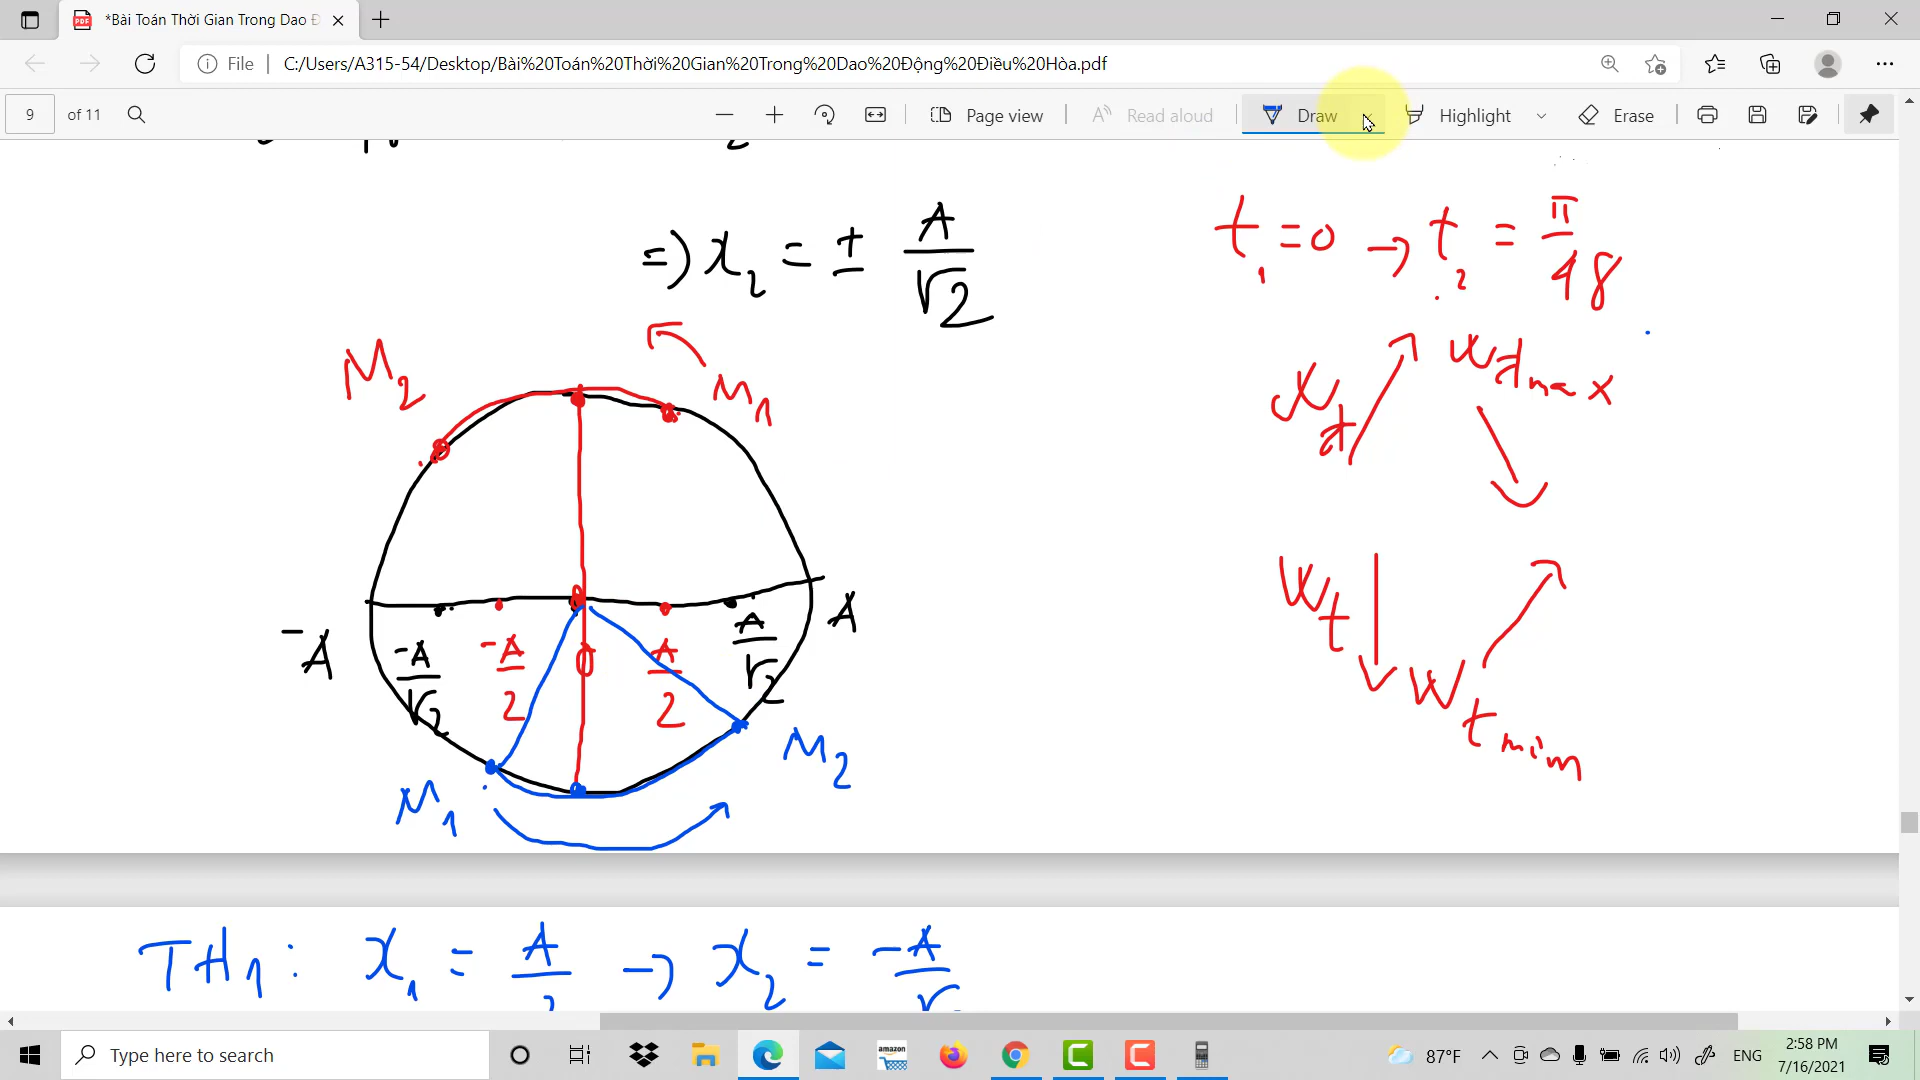 *Bài Toán Thời Gian Trong Dao Đ
File
C:/Users/A315-54/Desktop/Bài%20Toán%20Thời%20Gian%20Trong%20Dao%20Động%20Điều%20Hòa.pdf
9 of 11
Page view
Read aloud
Draw
Highlight
Erase
=) x₂ = ± A/√2
t₁ = 0 → t₂ = π/48
M₂
M₁
Wđ
Wđmax
-A
-A/√2
-A/2
0
A/2
A/√2
A
Wt
Wtmin
M₁
M₂
TH1: x₁ = A/2 → x₂ = -A/√
Type here to search
amazon
87°F
ENG
2:58 PM
7/16/2021